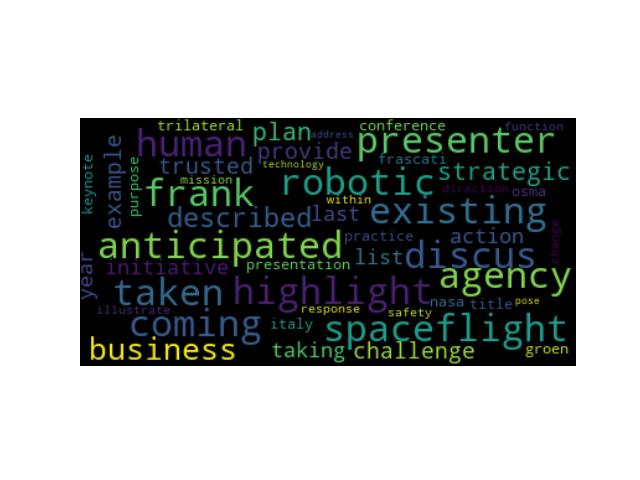 trilateral plan address conference function
human provide presenter
keynote example purpose trusted technology frascati
mission robotic strategic
frank within direction osma
described last existing
anticipated practice action change
year initiative presentation list discus
taken highlight agency
illustrate response nasa title pose
coming italy safety spaceflight
business taking challenge groen